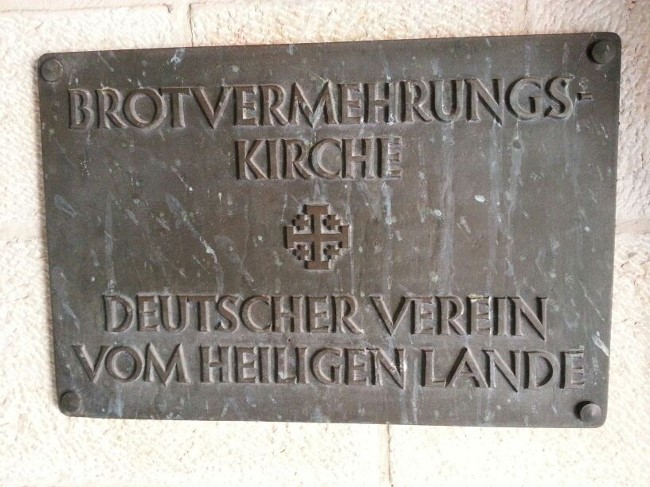 BROTVERMEHRUNGS-
KIRCHE
DEUTSCHER VEREIN
VOM HEILIGEN LANDE